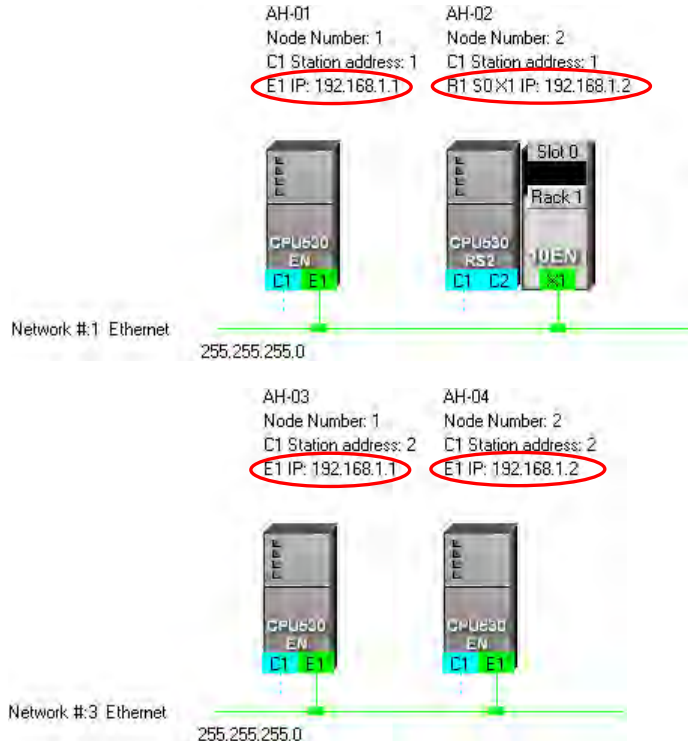 AH-01
Node Number: 1
C1 Station address: 1
E1 IP: 192.168.1.1
AH-02
Node Number: 2
C1 Station address: 1
R1 S0 X1 IP: 192.168.1.2
CPU530
EN
C1 E1
CPU530
RS2
C1 C2
Slot 0
Rack 1
10EN
X1
Network #:1 Ethernet
255.255.255.0
AH-03
Node Number: 1
C1 Station address: 2
E1 IP: 192.168.1.1
AH-04
Node Number: 2
C1 Station address: 2
E1 IP: 192.168.1.2
CPU530
EN
C1 E1
CPU530
EN
C1 E1
Network #:3 Ethernet
255.255.255.0